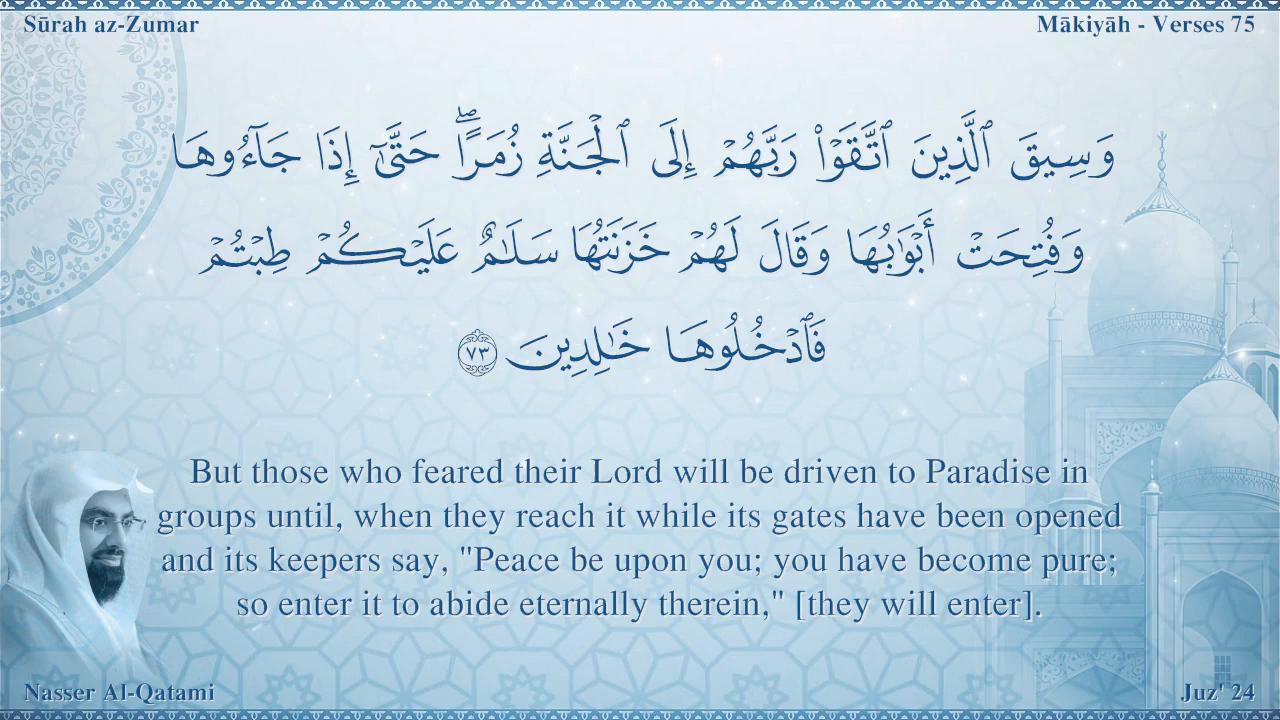 Sūrah az-Zumar
Mākiyāh - Verses 75
وَسِيقَ ٱلَّذِينَ ٱتَّقَوْا۟ رَبَّهُمْ إِلَى ٱلْجَنَّةِ زُمَرًا ۖ حَتَّىٰٓ إِذَا جَآءُوهَا
وَفُتِحَتْ أَبْوَٰبُهَا وَقَالَ لَهُمْ خَزَنَتُهَا سَلَـٰمٌ عَلَيْكُمْ طِبْتُمْ
فَٱدْخُلُوهَا خَـٰلِدِينَ ٧٣
But those who feared their Lord will be driven to Paradise in
groups until, when they reach it while its gates have been opened
and its keepers say, "Peace be upon you; you have become pure;
so enter it to abide eternally therein," [they will enter].
Nasser Al-Qatami
Juz' 24